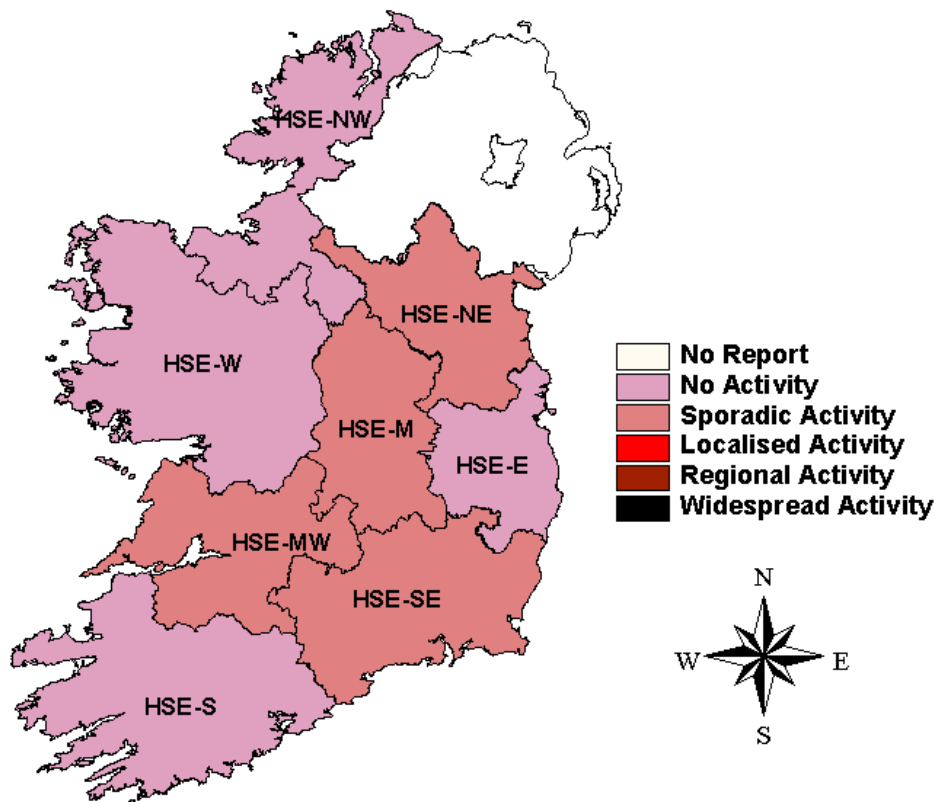 HSE-NW
HSE-NE
HSE-W
HSE-M
HSE-E
HSE-MW
HSE-SE
HSE-S
No Report
No Activity
Sporadic Activity
Localised Activity
Regional Activity
Widespread Activity
N
W E
S